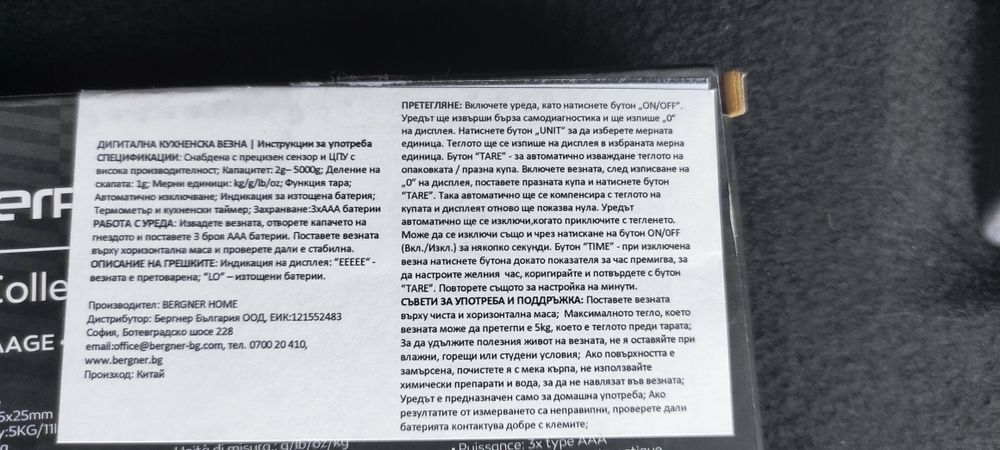 ДИГИТАЛНА КУХНЕНСКА ВЕЗНА | Инструкции за употреба
СПЕЦИФИКАЦИИ: Снабдена с прецизен сензор и ЦПУ с
висока производителност; Капацитет: 2g– 5000g; Деление на
скалата: 1g; Мерни единици: kg/g/lb/oz; Функция тара;
Автоматично изключване; Индикация за изтощена батерия;
Термометър и кухненски таймер; Захранване:3xAAA батерии
РАБОТА С УРЕДА: Извадете везната, отворете капачето на
гнездото и поставете 3 броя ААА батерии. Поставете везната
върху хоризонтална маса и проверете дали е стабилна.
ОПИСАНИЕ НА ГРЕШКИТЕ: Индикация на дисплея: "EEEEE" -
везната е претоварена; "LO" – изтощени батерии.
Производител: BERGNER HOME
Дистрибутор: Бергнер България ООД, ЕИК:121552483
София, Ботевградско шосе 228
email:office@bergner-bg.com, тел. 0700 20 410,
www.bergner.bg
Произход: Китай
ПРЕТЕГЛЯНЕ: Включете уреда, като натиснете бутон „ON/OFF".
Уредът ще извърши бърза самодиагностика и ще изпише „0"
на дисплея. Натиснете бутон „UNIT" за да изберете мерната
единица. Теглото ще се изпише на дисплея в избраната мерна
единица. Бутон "TARE" - за автоматично изваждане теглото на
опаковката / празна купа. Включете везната, след изписване на
„0" на дисплея, поставете празната купа и натиснете бутон
"TARE". Така автоматично ще се компенсира с теглото на
купата и дисплеят отново ще показва нула. Уредът
автоматично ще се изключи,когато приключите с тегленето.
Може да се изключи също и чрез натискане на бутон ON/OFF
(Вкл./Изкл.) за няколко секунди. Бутон "TIME" - при изключена
везна натиснете бутона докато показателя за час премигва, за
да настроите желния час, коригирайте и потвърдете с бутон
"TARE". Повторете същото за настройка на минути.
СЪВЕТИ ЗА УПОТРЕБА И ПОДДРЪЖКА: Поставете везната
върху чиста и хоризонтална маса; Максималното тегло, което
везната може да претегли е 5kg, което е теглото преди тарата;
За да удължите полезния живот на везната, не я оставяйте при
влажни, горещи или студени условия; Ако повърхността е
замърсена, почистете я с мека кърпа, не използвайте
химически препарати и вода, за да не навлязат във везната;
Уредът е предназначен само за домашна употреба; Ако
резултатите от измерването са неправилни, проверете дали
батерията контактува добре с клемите;
Colle
AAGE •
5x25mm
y:5KG/11l
Unità di misura : g/lb/oz/kg
• Puissance: 3x type AAA